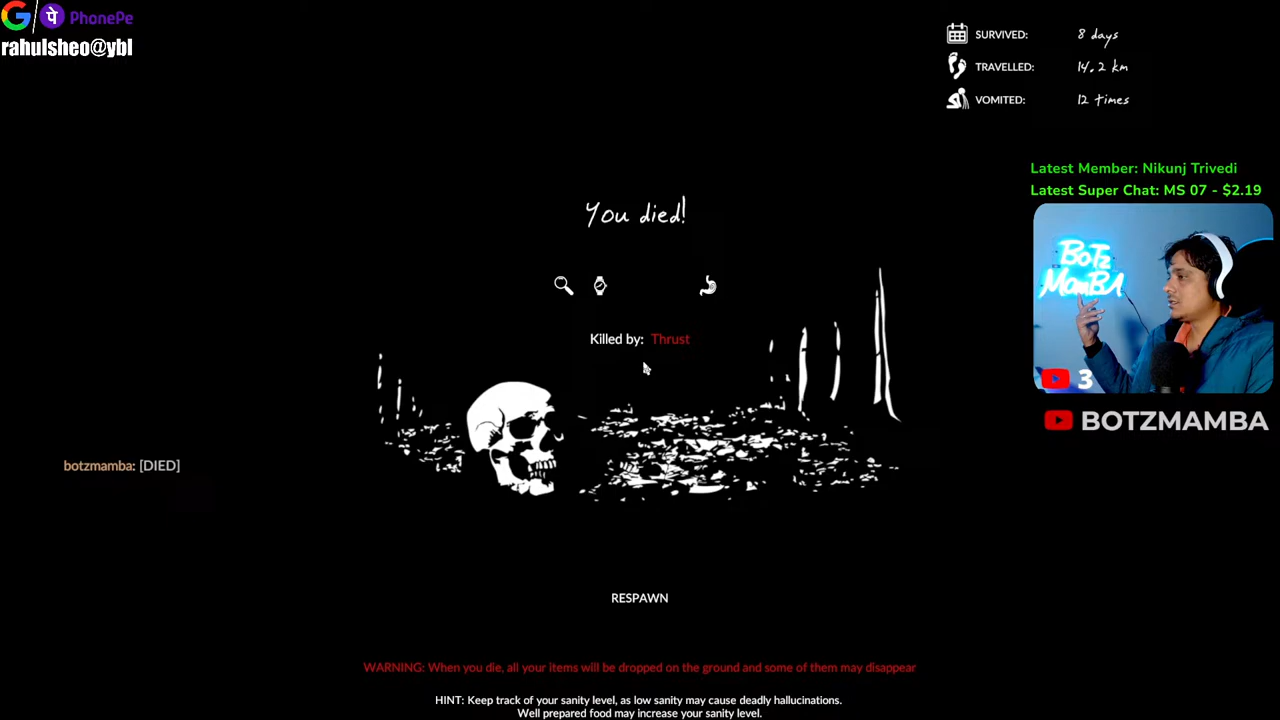 पे PhonePe
rahulsheo@ybl
SURVIVED: 8 days
TRAVELLED: 14.2 km
VOMITED: 12 times
Latest Member: Nikunj Trivedi
Latest Super Chat: MS 07 - $2.19
BoTz
MamBA
3
BOTZMAMBA
You died!
Killed by: Thrust
botzmamba: [DIED]
RESPAWN
WARNING: When you die, all your items will be dropped on the ground and some of them may disappear
HINT: Keep track of your sanity level, as low sanity may cause deadly hallucinations.
Well prepared food may increase your sanity level.